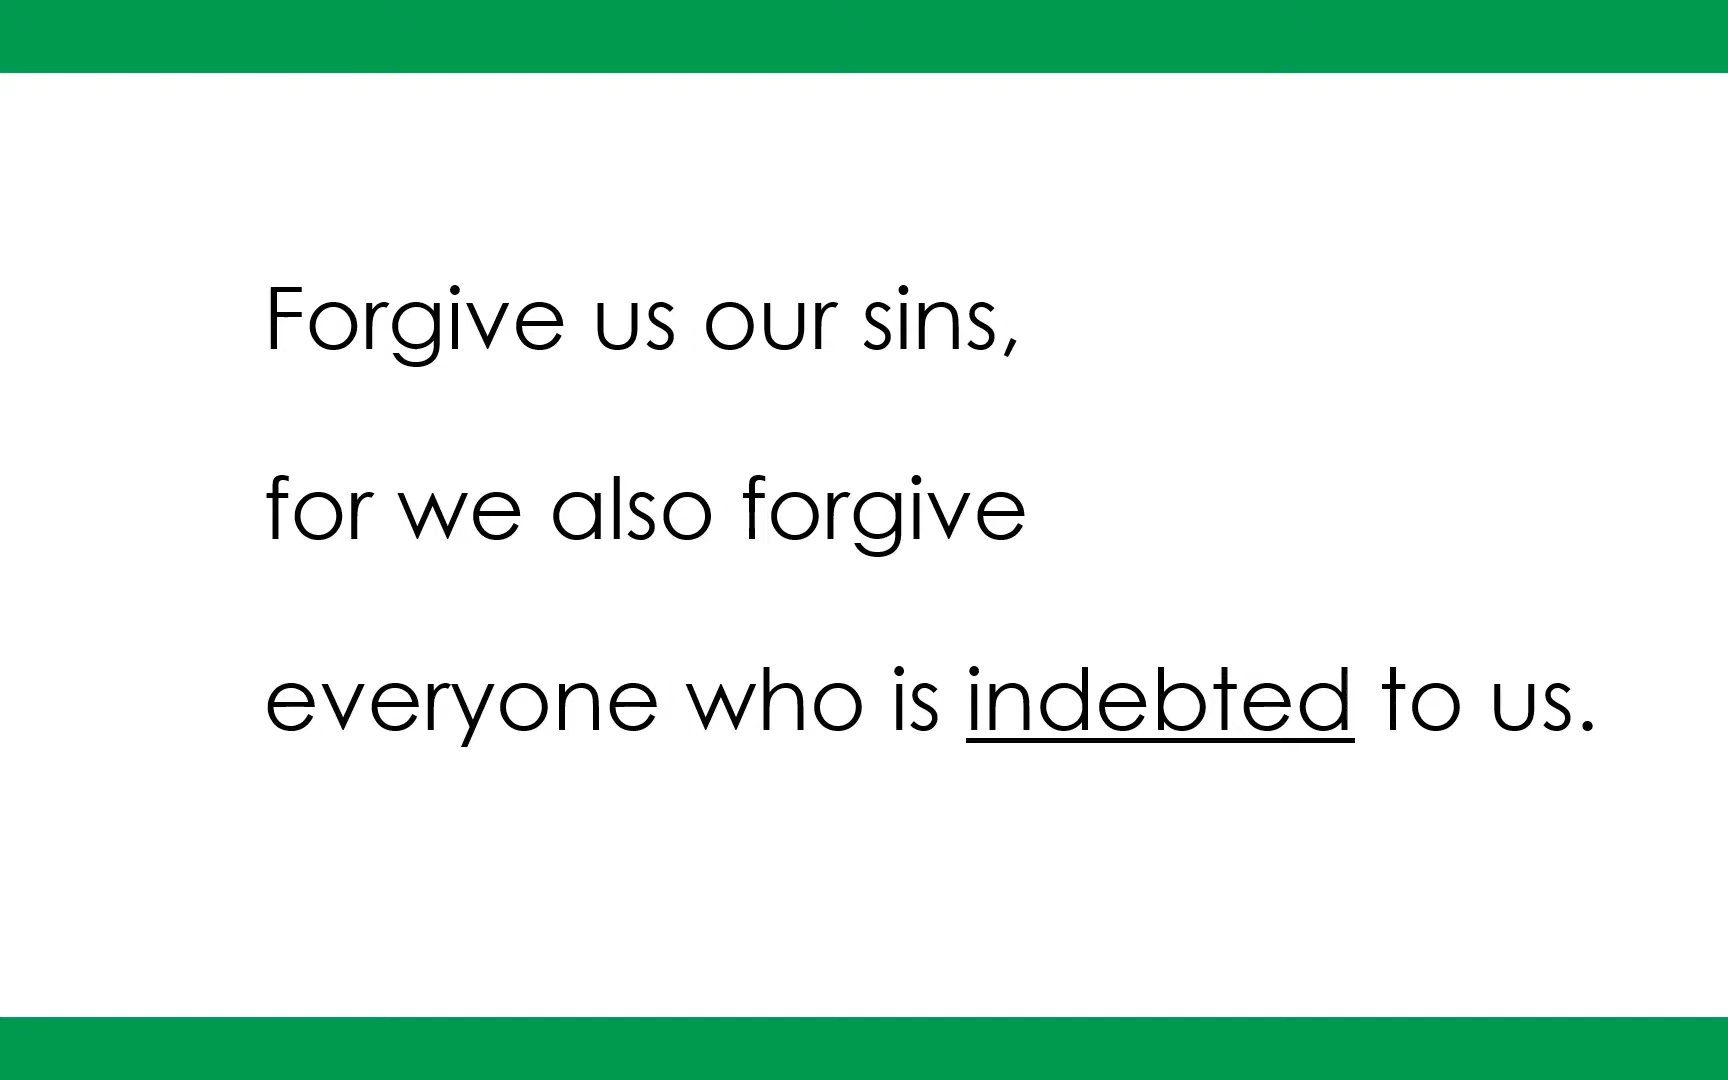 Forgive us our sins,
for we also forgive
everyone who is indebted to us.